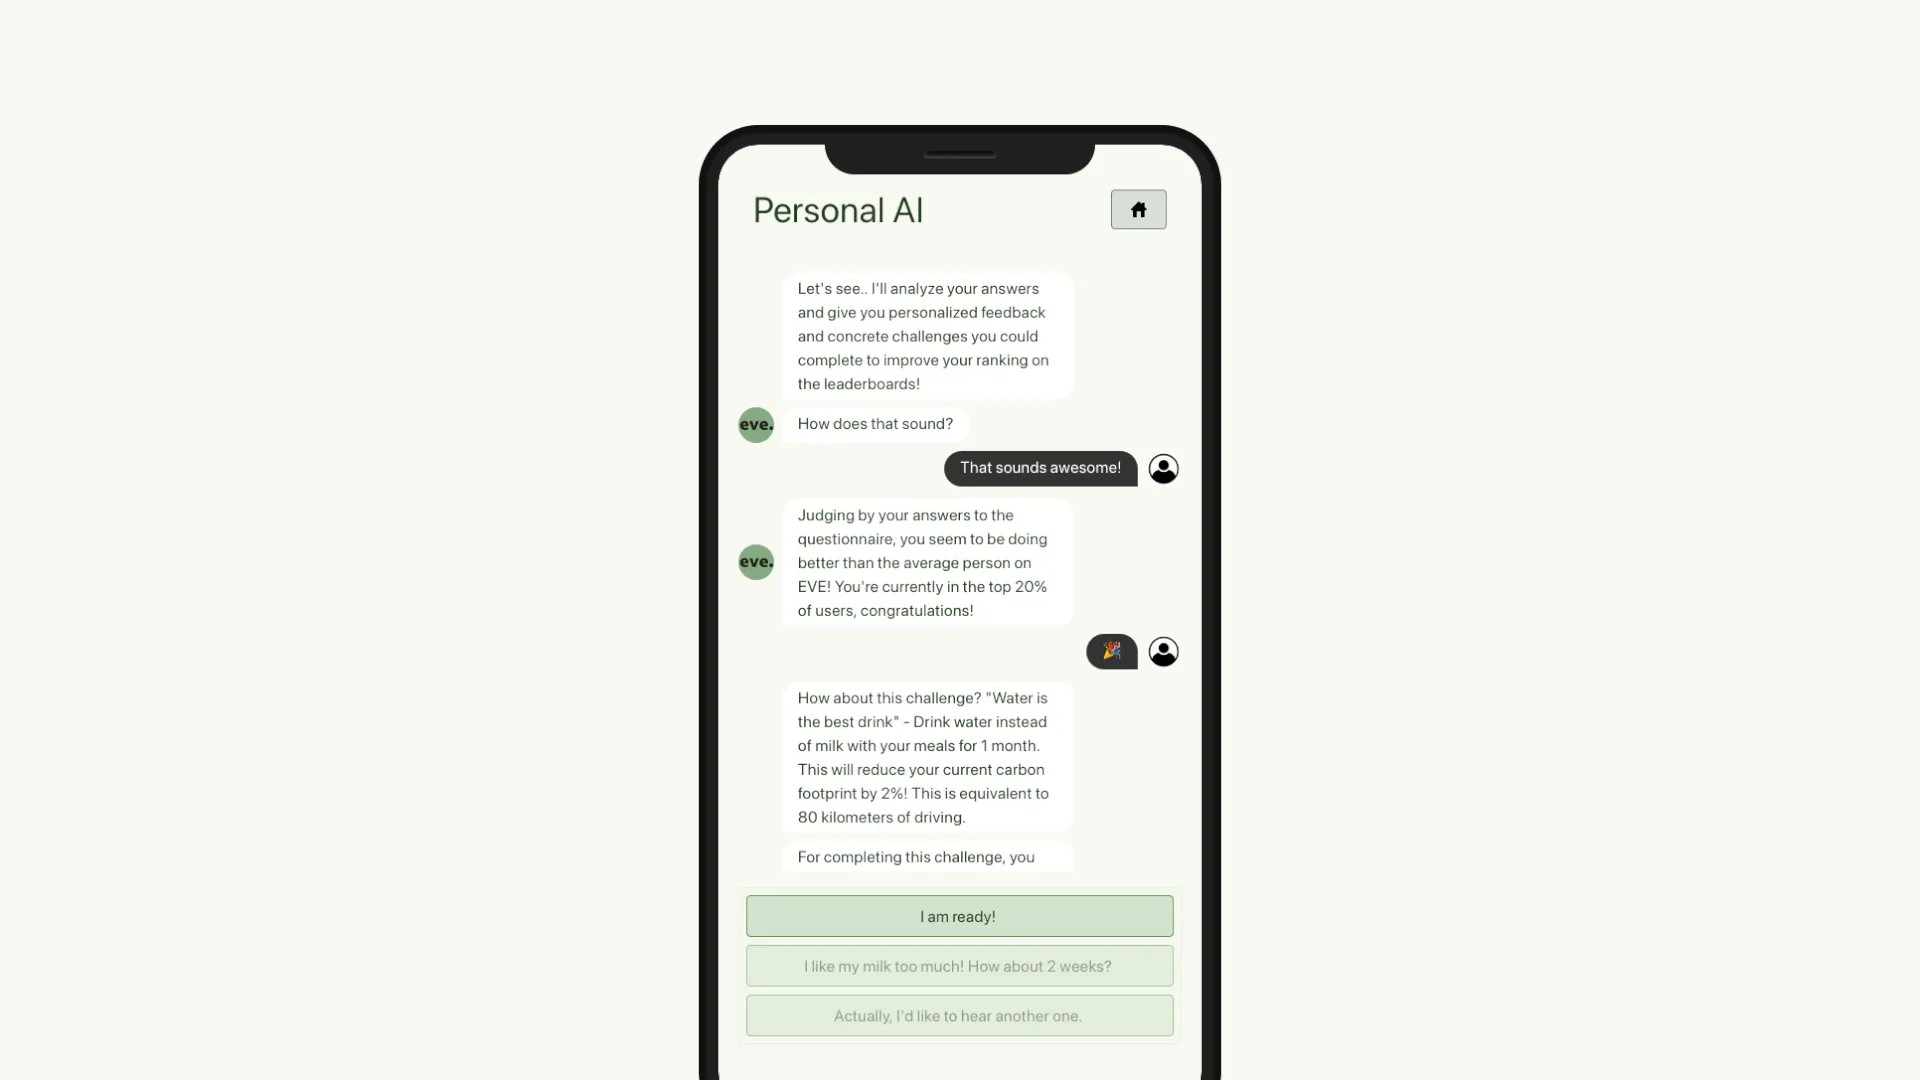 Personal AI
Let's see.. I'll analyze your answers
and give you personalized feedback
and concrete challenges you could
complete to improve your ranking on
the leaderboards!
eve.
How does that sound?
That sounds awesome!
Judging by your answers to the
questionnaire, you seem to be doing
better than the average person on
EVE! You're currently in the top 20%
of users, congratulations!
eve.
🎉
How about this challenge? "Water is
the best drink" - Drink water instead
of milk with your meals for 1 month.
This will reduce your current carbon
footprint by 2%! This is equivalent to
80 kilometers of driving.
For completing this challenge, you
I am ready!
I like my milk too much! How about 2 weeks?
Actually, I'd like to hear another one.